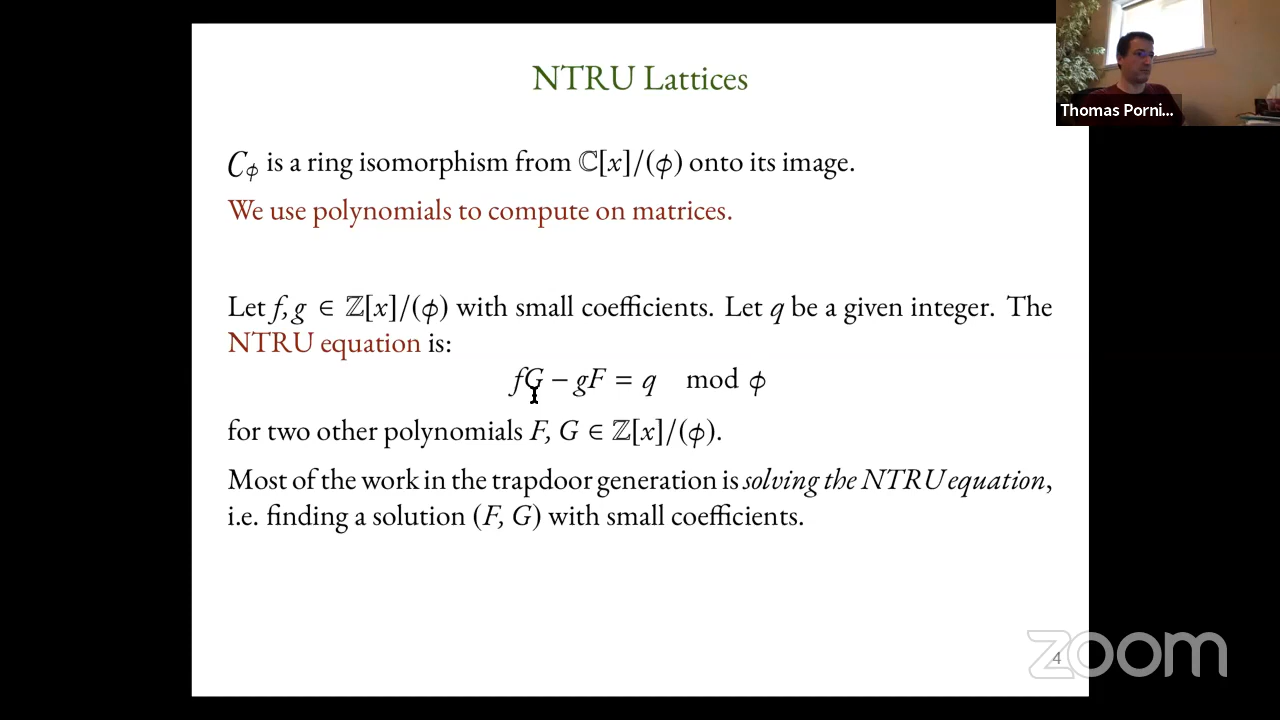 NTRU Lattices
Thomas Porni...
C_ϕ is a ring isomorphism from ℂ[x]/(ϕ) onto its image.
We use polynomials to compute on matrices.
Let f, g ∈ ℤ[x]/(ϕ) with small coefficients. Let q be a given integer. The
NTRU equation is:
fG − gF = q mod ϕ
for two other polynomials F, G ∈ ℤ[x]/(ϕ).
Most of the work in the trapdoor generation is solving the NTRU equation,
i.e. finding a solution (F, G) with small coefficients.
4
zoom